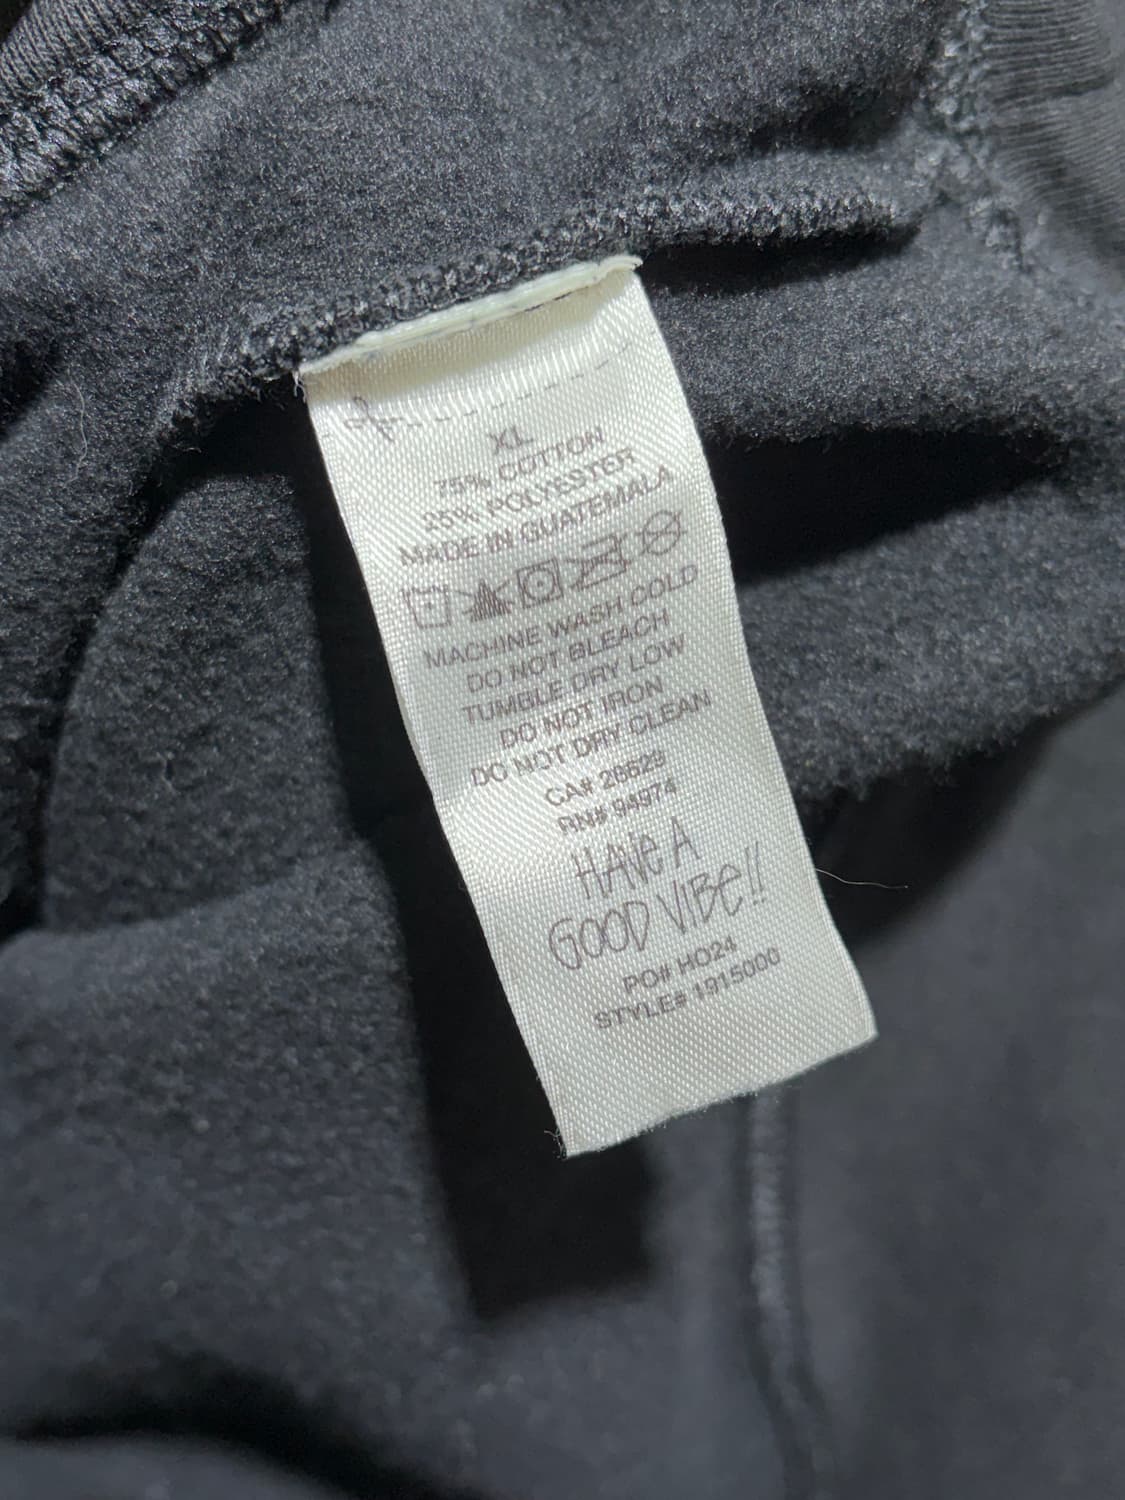 XL
75% COTTON
25% POLYESTER
MADE IN GUATEMALA
MACHINE WASH COLD
DO NOT BLEACH
TUMBLE DRY LOW
DO NOT IRON
DO NOT DRY CLEAN
CA# 26629
RN# 94974
HAVE A
GOOD VIBE!!
PO# HO24
STYLE# 1915000